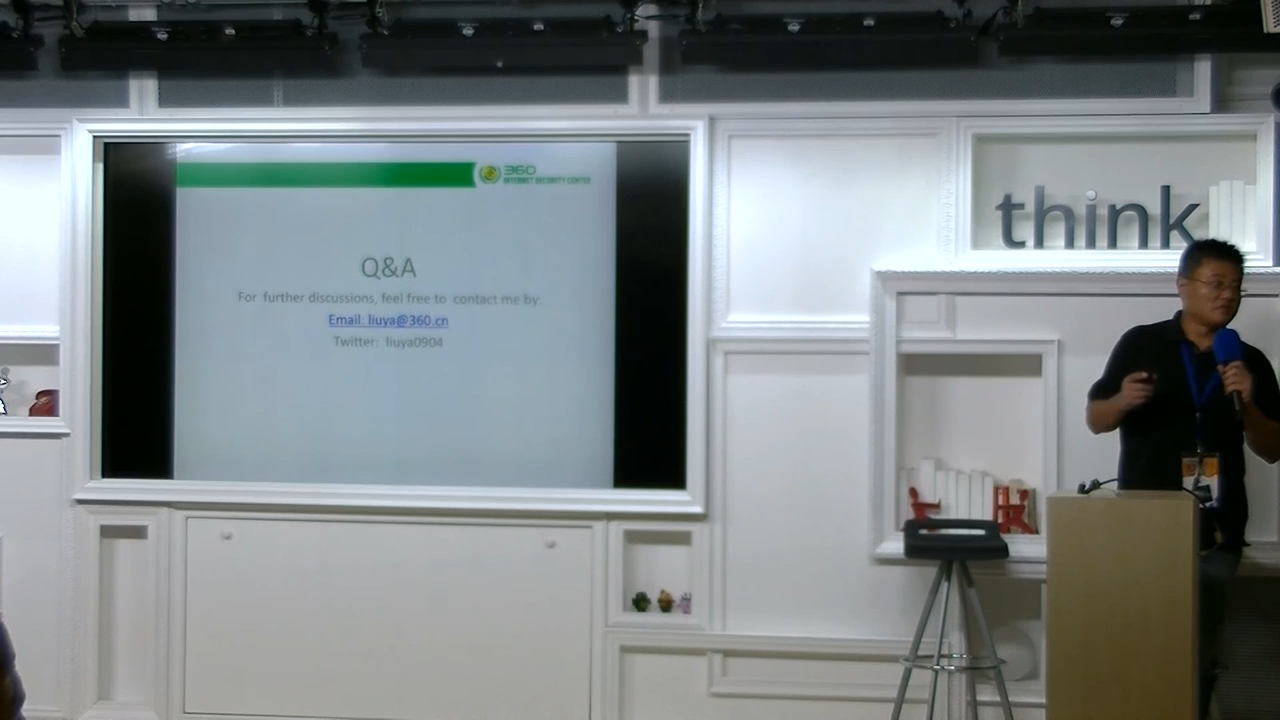 360
INTERNET SECURITY CENTER
think
Q&A
For further discussions, feel free to contact me by:
Email: liuya@360.cn
Twitter: liuya0904